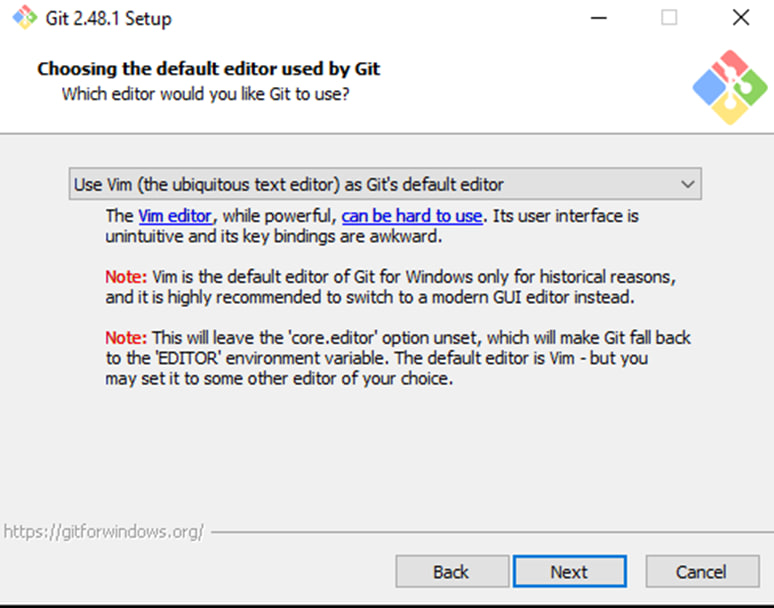 Git 2.48.1 Setup
Choosing the default editor used by Git
Which editor would you like Git to use?
Use Vim (the ubiquitous text editor) as Git's default editor
The Vim editor, while powerful, can be hard to use. Its user interface is
unintuitive and its key bindings are awkward.
Note: Vim is the default editor of Git for Windows only for historical reasons,
and it is highly recommended to switch to a modern GUI editor instead.
Note: This will leave the 'core.editor' option unset, which will make Git fall back
to the 'EDITOR' environment variable. The default editor is Vim - but you
may set it to some other editor of your choice.
https://gitforwindows.org/
Back Next Cancel